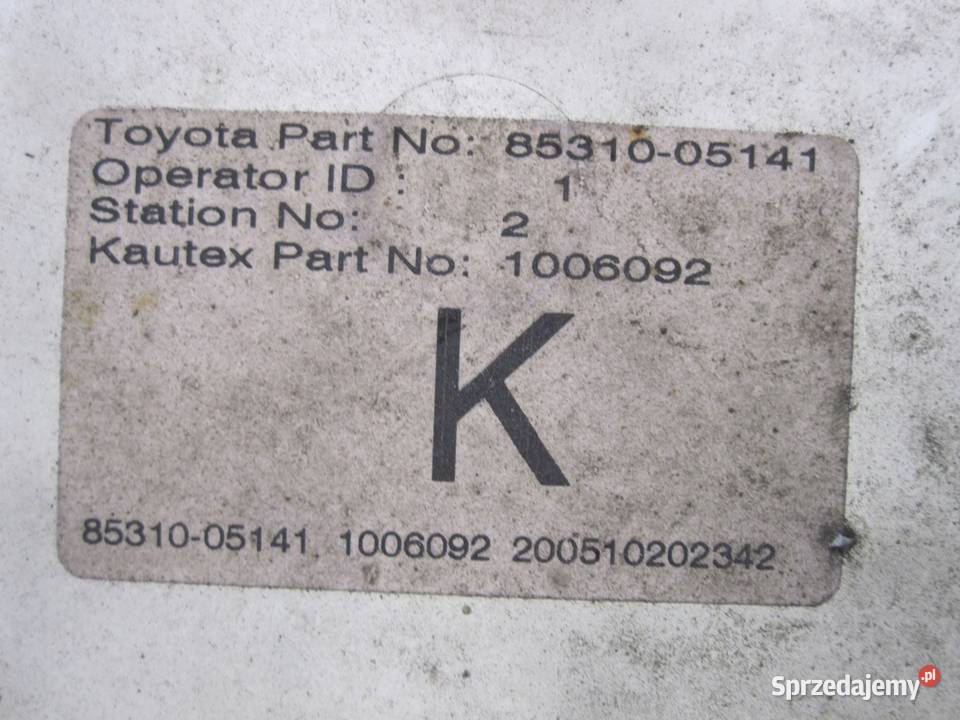 Toyota Part No: 85310-05141
Operator ID : 1
Station No: 2
Kautex Part No: 1006092
K
85310-05141 1006092 200510202342
Sprzedajemy.pl